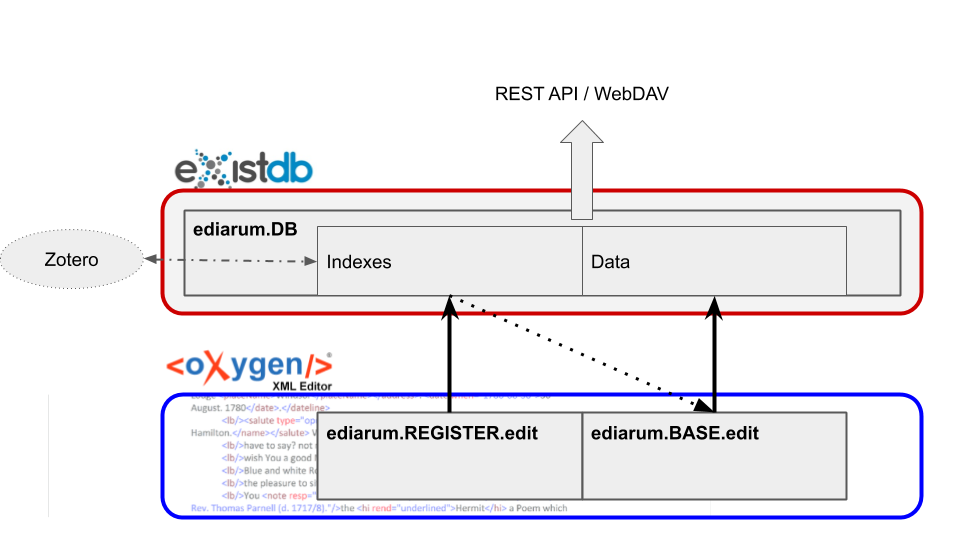 REST API / WebDAV
eXistdb
ediarum.DB
Zotero
Indexes
Data
<oXygen/>®
XML Editor
August. 1780</date>.</dateline>
<lb/><salute type="ope
Hamilton.</name></salute> V
<lb/>have to say? not
<lb/>wish You a good
<lb/>Blue and white Re
<lb/>the pleasure to si
<lb/>You <note resp="
Rev. Thomas Parnell (d. 1717/8)."/>the <hi rend="underlined">Hermit</hi> a Poem which
ediarum.REGISTER.edit
ediarum.BASE.edit